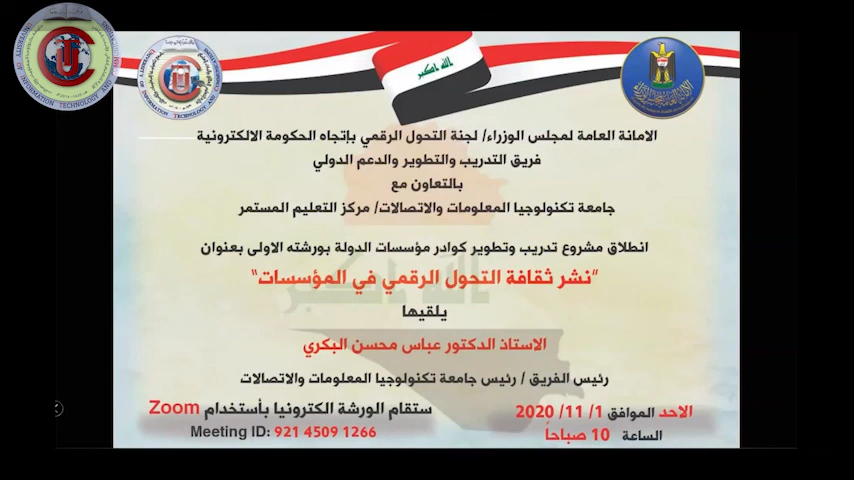 الله اكبر
الامانة العامة لمجلس الوزراء/ لجنة التحول الرقمي بإتجاه الحكومة الالكترونية
فريق التدريب والتطوير والدعم الدولي
بالتعاون مع
جامعة تكنولوجيا المعلومات والاتصالات/ مركز التعليم المستمر
انطلاق مشروع تدريب وتطوير كوادر مؤسسات الدولة بورشته الاولى بعنوان
"نشر ثقافة التحول الرقمي في المؤسسات"
يلقيها
الاستاذ الدكتور عباس محسن البكري
رئيس الفريق / رئيس جامعة تكنولوجيا المعلومات والاتصالات
الاحد الموافق 1/ 11/ 2020
الساعة 10 صباحاً
ستقام الورشة الكترونيا بأستخدام Zoom
Meeting ID: 921 4509 1266